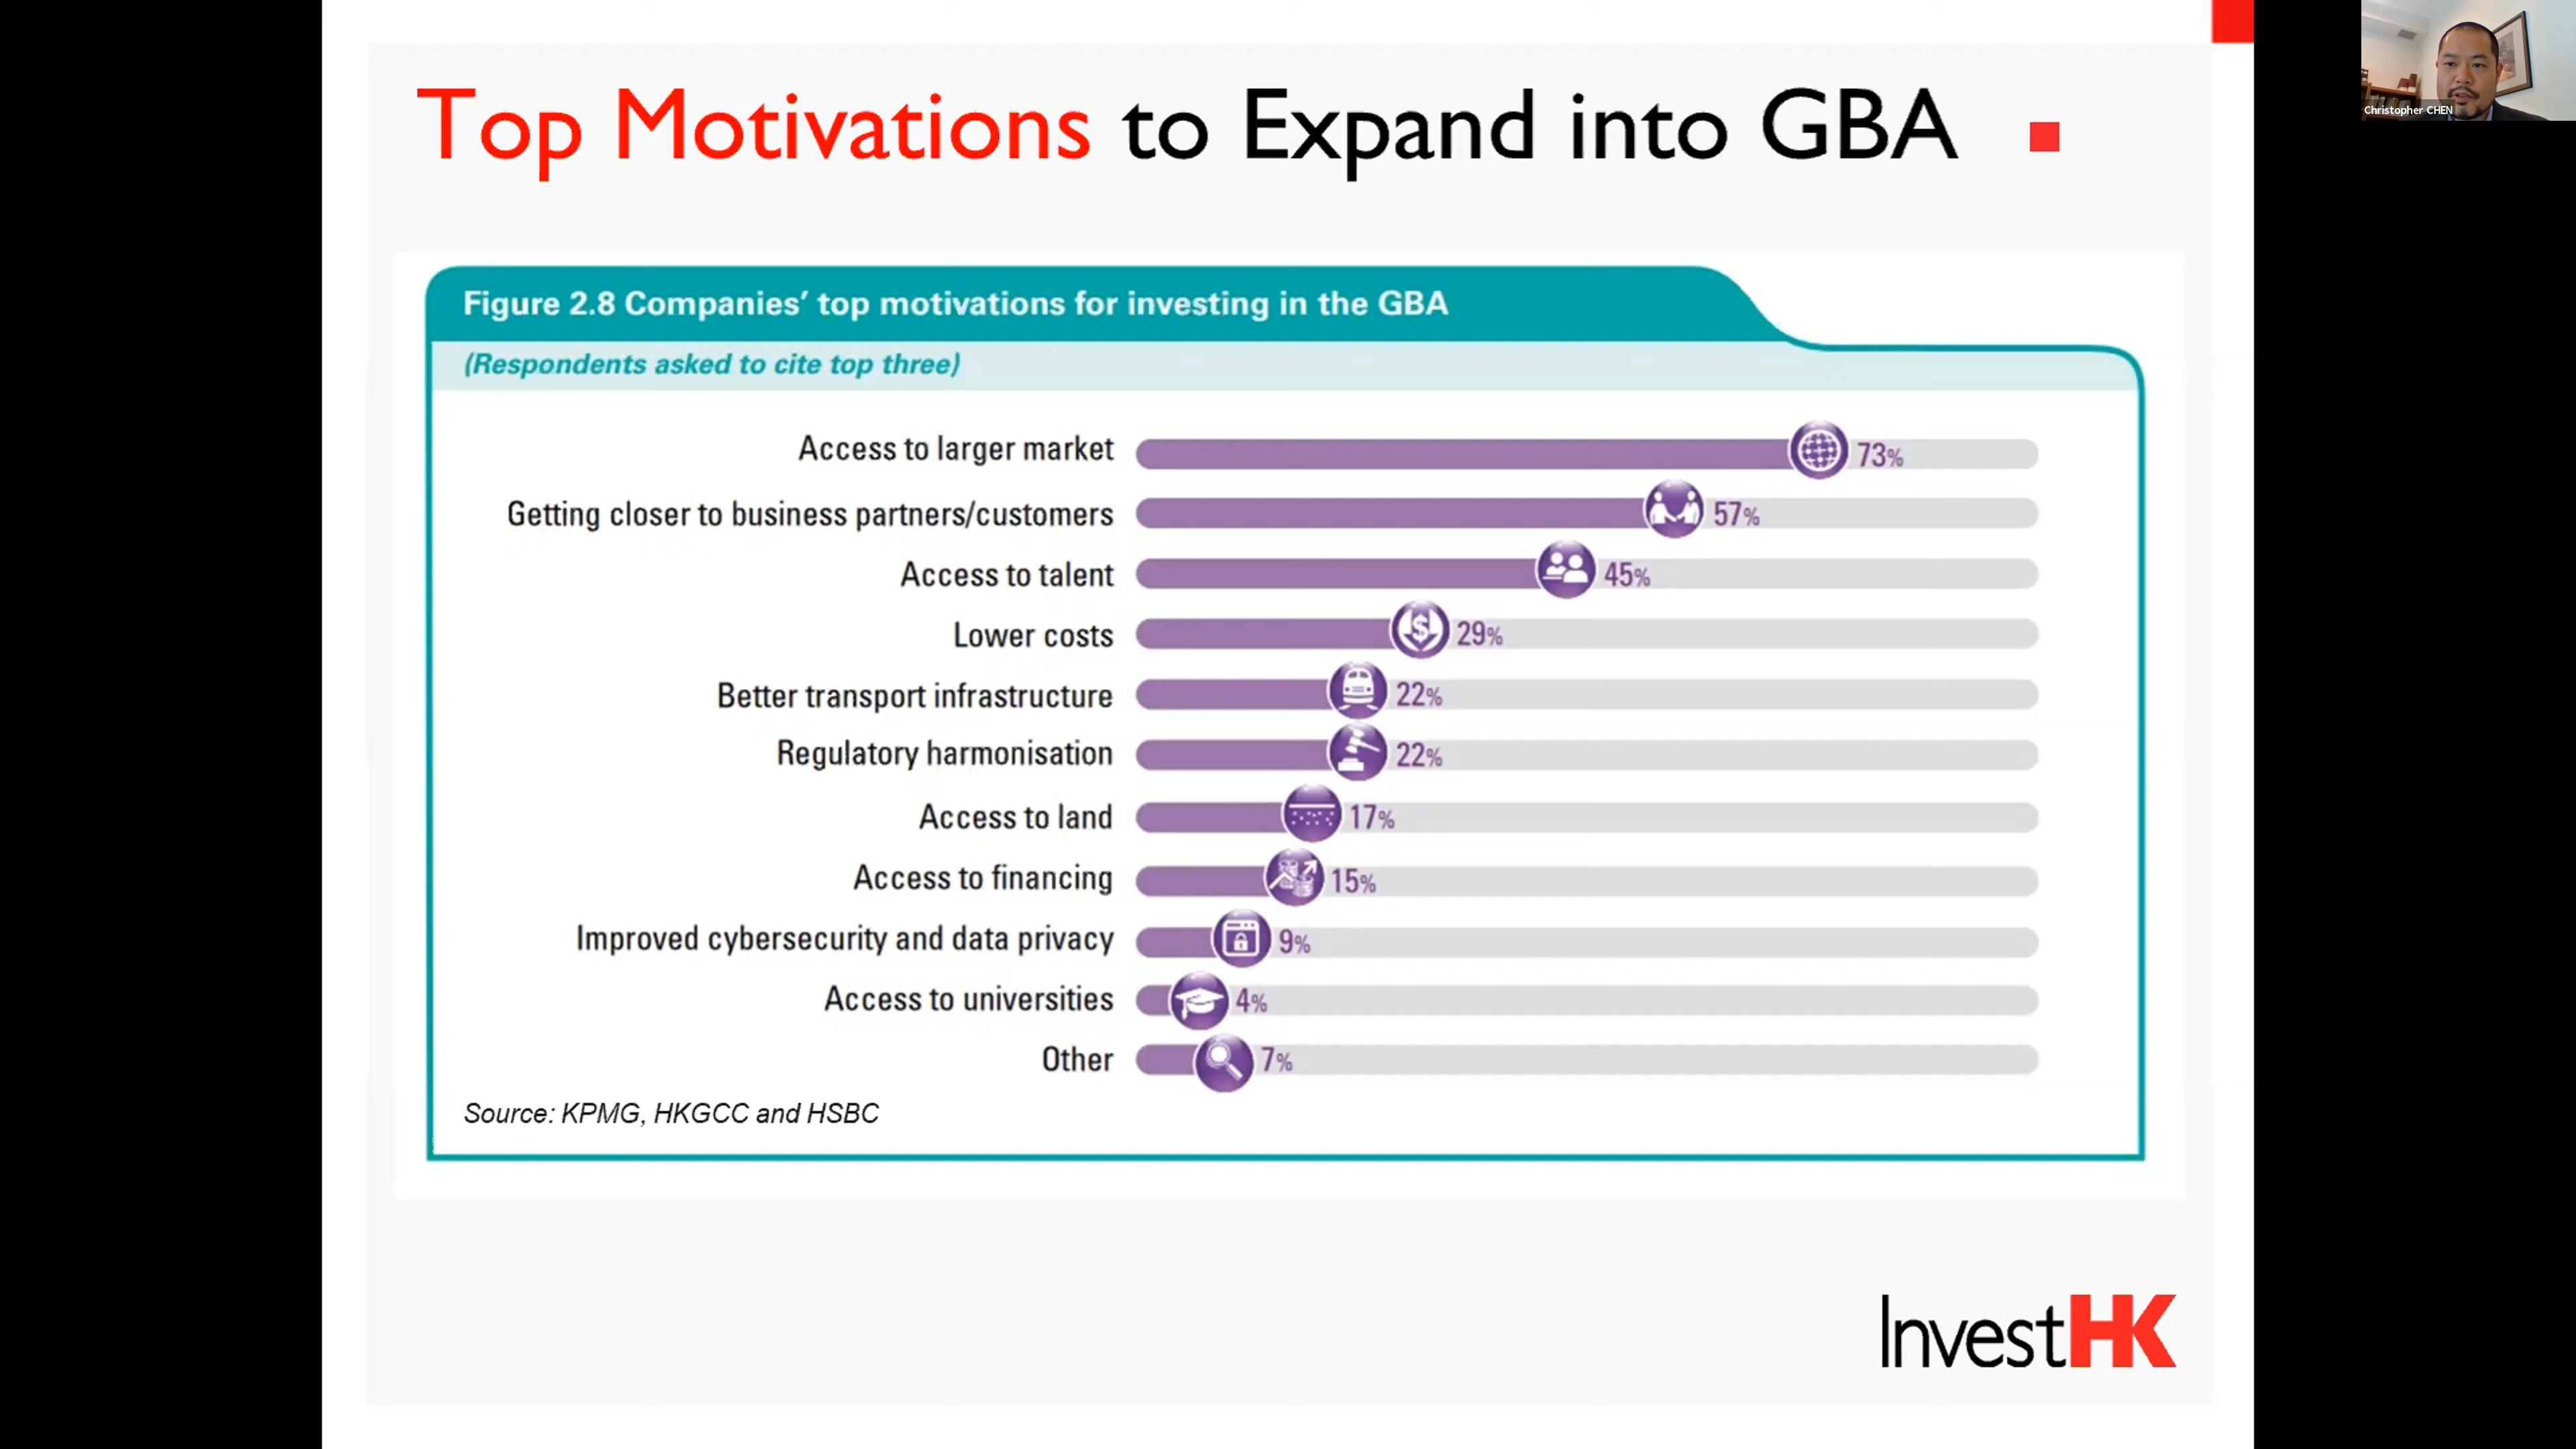 Top Motivations to Expand into GBA
Christopher CHEN
Figure 2.8 Companies' top motivations for investing in the GBA
(Respondents asked to cite top three)
Access to larger market 73%
Getting closer to business partners/customers 57%
Access to talent 45%
Lower costs 29%
Better transport infrastructure 22%
Regulatory harmonisation 22%
Access to land 17%
Access to financing 15%
Improved cybersecurity and data privacy 9%
Access to universities 4%
Other 7%
Source: KPMG, HKGCC and HSBC
InvestHK